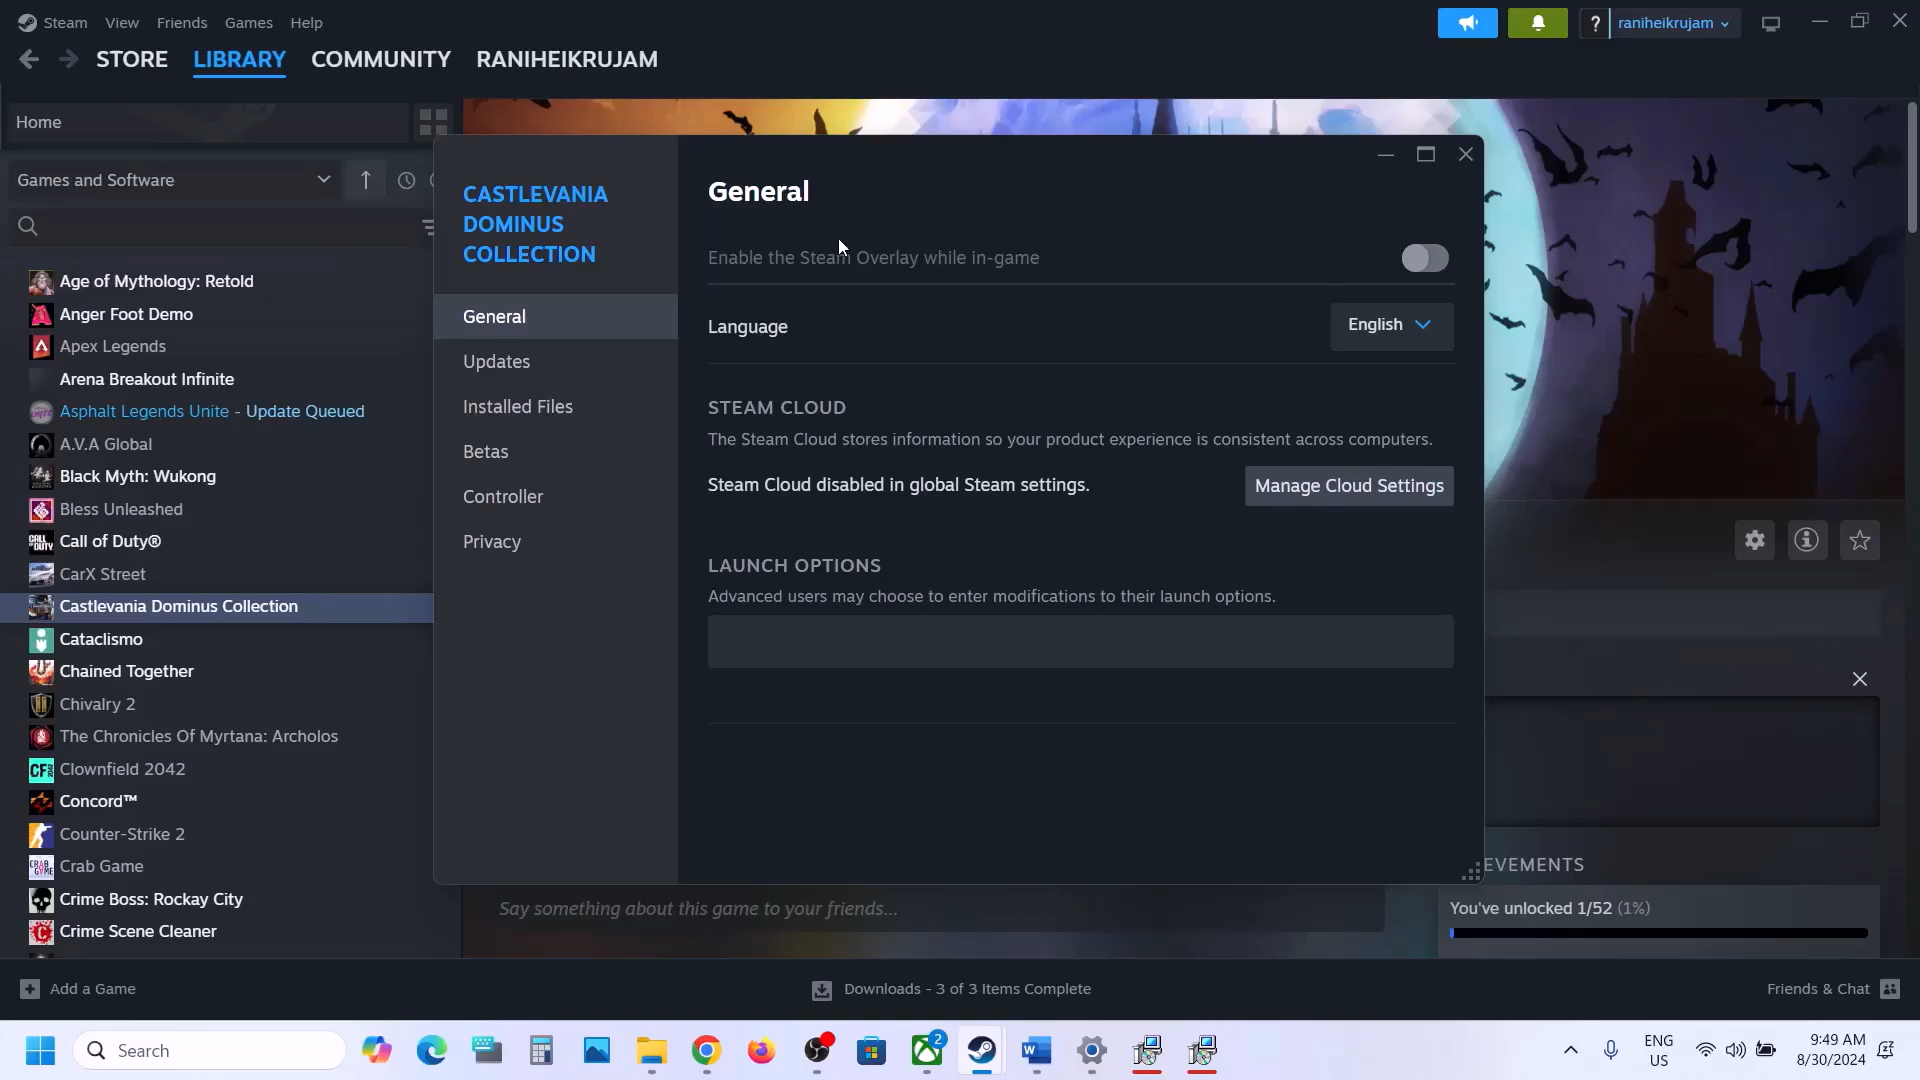 Steam View Friends Games Help
? raniheikrujam
STORE LIBRARY COMMUNITY RANIHEIKRUJAM
Home
Games and Software
Age of Mythology: Retold
Anger Foot Demo
Apex Legends
Arena Breakout Infinite
Asphalt Legends Unite - Update Queued
A.V.A Global
Black Myth: Wukong
Bless Unleashed
Call of Duty®
CarX Street
Castlevania Dominus Collection
Cataclismo
Chained Together
Chivalry 2
The Chronicles Of Myrtana: Archolos
Clownfield 2042
Concord™
Counter-Strike 2
Crab Game
Crime Boss: Rockay City
Crime Scene Cleaner
CASTLEVANIA
DOMINUS
COLLECTION
General
Updates
Installed Files
Betas
Controller
Privacy
General
Enable the Steam Overlay while in-game
Language English
STEAM CLOUD
The Steam Cloud stores information so your product experience is consistent across computers.
Steam Cloud disabled in global Steam settings. Manage Cloud Settings
LAUNCH OPTIONS
Advanced users may choose to enter modifications to their launch options.
EVEMENTS
Say something about this game to your friends...
You've unlocked 1/52 (1%)
Add a Game
Downloads - 3 of 3 Items Complete
Friends & Chat
Search
2
ENG
US
9:49 AM
8/30/2024